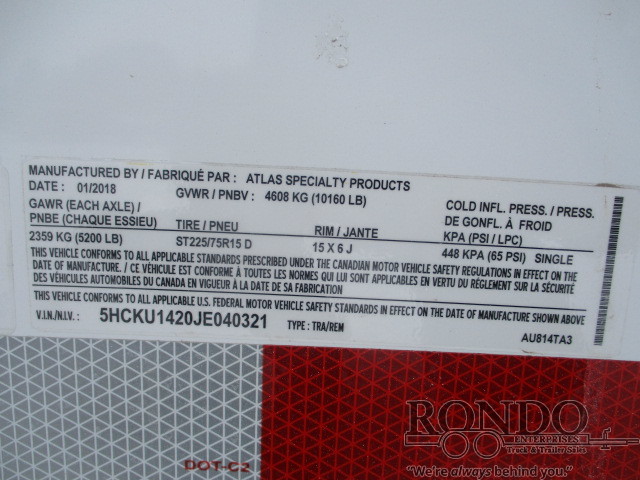 MANUFACTURED BY / FABRIQUÉ PAR : ATLAS SPECIALTY PRODUCTS
DATE : 01/2018 GVWR / PNBV : 4608 KG (10160 LB)
GAWR (EACH AXLE) /
PNBE (CHAQUE ESSIEU) TIRE / PNEU RIM / JANTE
COLD INFL. PRESS. / PRESS.
DE GONFL. À FROID
KPA (PSI / LPC)
2359 KG (5200 LB) ST225/75R15 D 15 X 6 J 448 KPA (65 PSI) SINGLE
THIS VEHICLE CONFORMS TO ALL APPLICABLE STANDARDS PRESCRIBED UNDER THE CANADIAN MOTOR VEHICLE SAFETY REGULATIONS IN EFFECT ON THE
DATE OF MANUFACTURE. / CE VÉHICULE EST CONFORME À TOUTES LES NORMES QUI LUI SONT APPLICABLES EN VERTU DU RÈGLEMENT SUR LA SÉCURITÉ
DES VÉHICULES AUTOMOBILES DU CANADA EN VIGUEUR À LA DATE DE SA FABRICATION.
THIS VEHICLE CONFORMS TO ALL APPLICABLE U.S. FEDERAL MOTOR VEHICLE SAFETY STANDARDS IN EFFECT ON THE DATE OF MANUFACTURE SHOWN ABOVE.
V.I.N./N.I.V. : 5HCKU1420JE040321 TYPE : TRA/REM AU814TA3
DOT-C2
RONDO
ENTERPRISES
Truck & Trailer Sales
"We're always behind you."